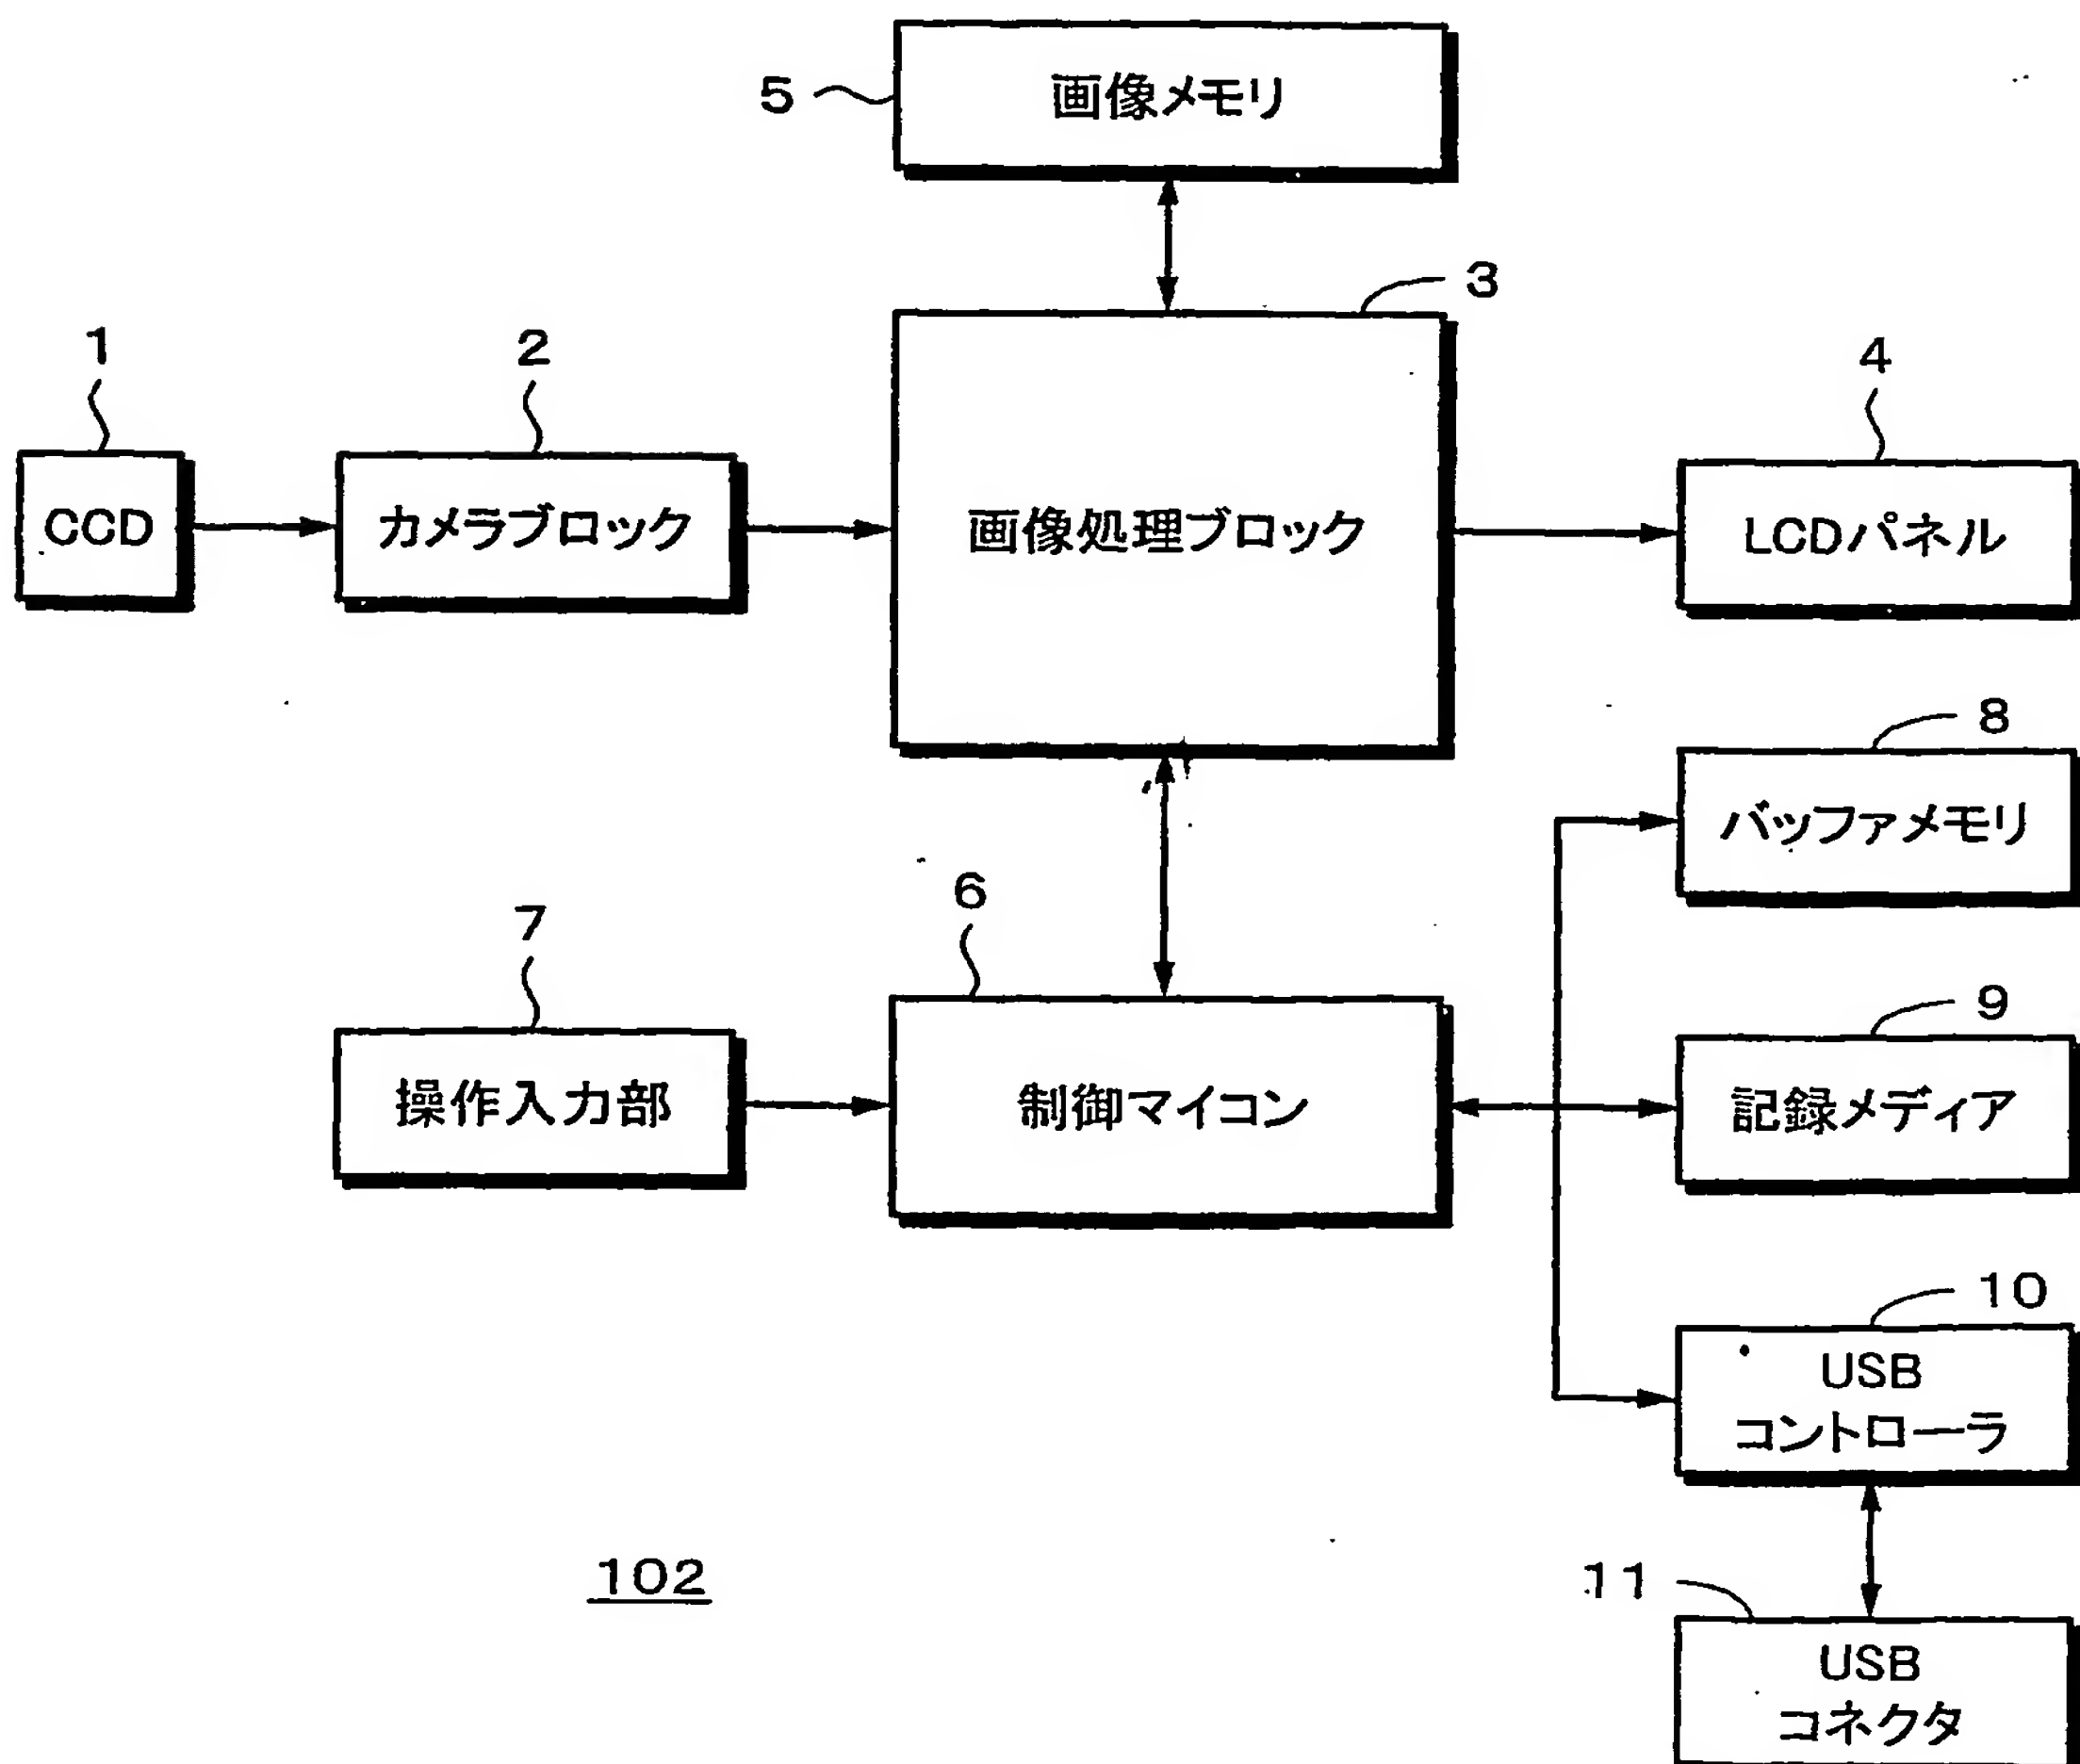 5
画像メモリ
3
1
2
4
CCD
カメラブロック
画像処理ブロック
LCDパネル
8
バッファメモリ
6
7
9
操作入力部
制御マイコン
記録メディア
10
USB
コントローラ
102
11
USB
コネクタ